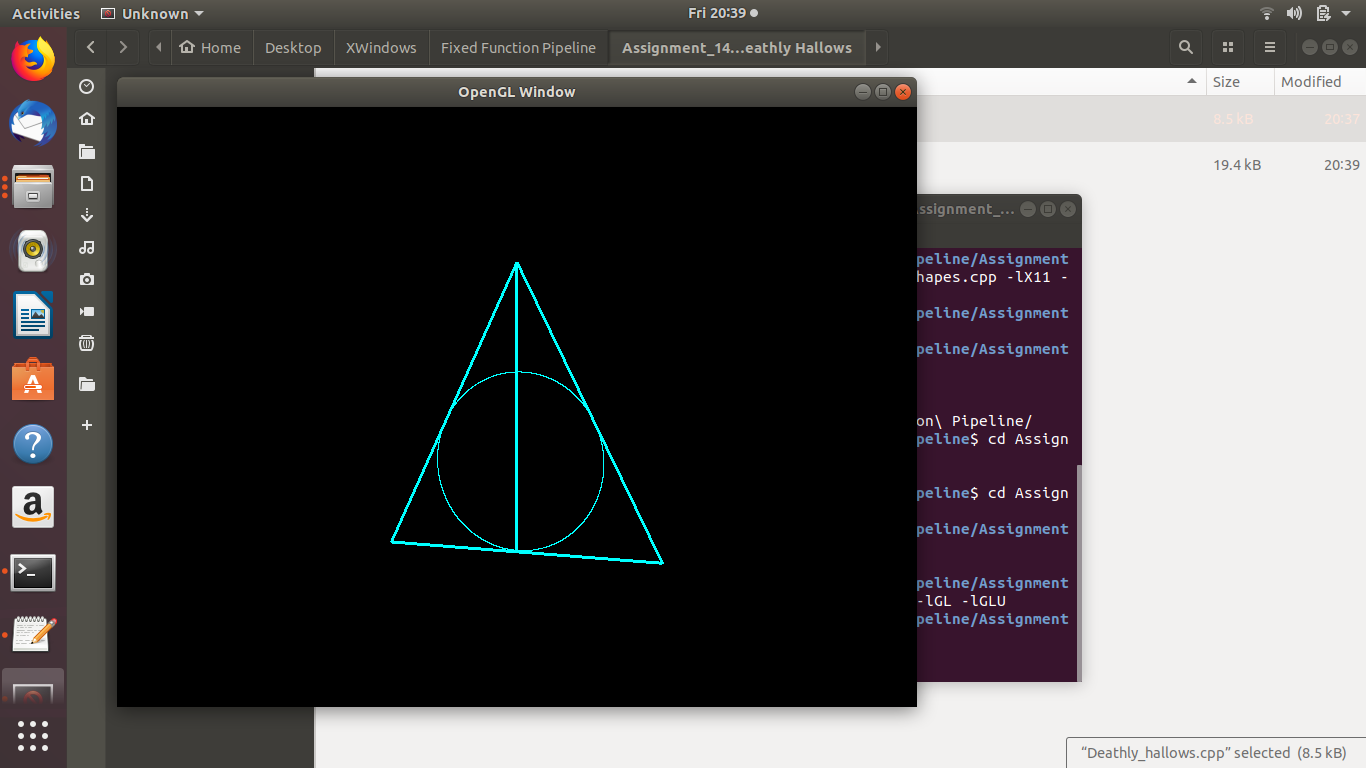 Activities Unknown Fri 20:39
Home Desktop XWindows Fixed Function Pipeline Assignment_14...eathly Hallows
Size Modified
OpenGL Window
8.5 kB 20:37
19.4 kB 20:39
ssignment_...
peline/Assignment
hapes.cpp -lX11 -
peline/Assignment
peline/Assignment
on\ Pipeline/
peline$ cd Assign
peline$ cd Assign
peline/Assignment
peline/Assignment
-lGL -lGLU
peline/Assignment
“Deathly_hallows.cpp” selected (8.5 kB)